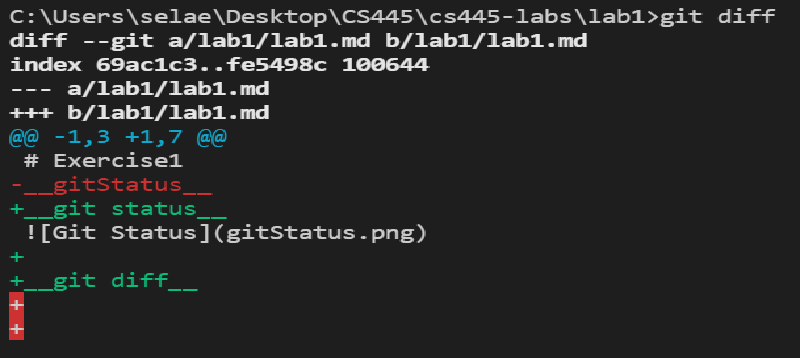 C:\Users\selae\Desktop\CS445\cs445-labs\lab1>git diff
diff --git a/lab1/lab1.md b/lab1/lab1.md
index 69ac1c3..fe5498c 100644
--- a/lab1/lab1.md
+++ b/lab1/lab1.md
@@ -1,3 +1,7 @@
 # Exercise1
-__gitStatus__
+__git status__
 ![Git Status](gitStatus.png)
+
+__git diff__
+
+